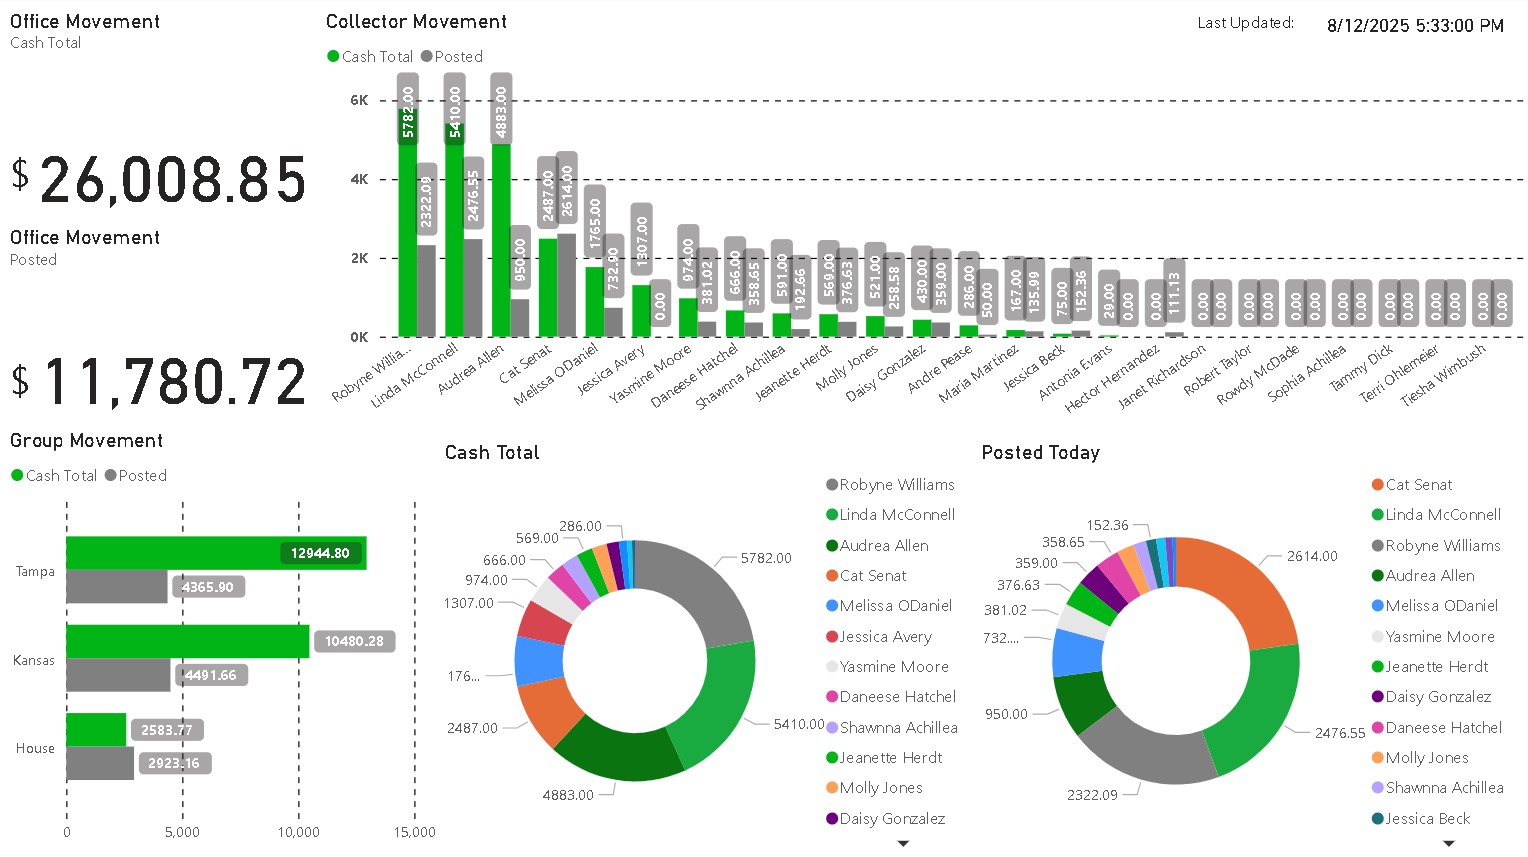 Office Movement
Cash Total
$ 26,008.85
Office Movement
Posted
$ 11,780.72
Collector Movement
Last Updated: 8/12/2025 5:33:00 PM
Cash Total Posted
6K
4K
2K
0K
5782.00
2322.09
5410.00
2476.55
4883.00
950.00
2487.00
2614.00
1765.00
732.90
1307.00
0.00
974.00
381.02
666.00
358.65
591.00
192.66
569.00
376.63
521.00
258.58
430.00
359.00
286.00
50.00
167.00
135.99
75.00
152.36
29.00
0.00
0.00
111.13
0.00
0.00
0.00
0.00
0.00
0.00
0.00
0.00
0.00
0.00
0.00
0.00
0.00
0.00
Robyne Willia...
Linda McConnell
Audrea Allen
Cat Senat
Melissa ODaniel
Jessica Avery
Yasmine Moore
Daneese Hatchel
Shawnna Achillea
Jeanette Herdt
Molly Jones
Daisy Gonzalez
Andre Pease
Maria Martinez
Jessica Beck
Antonia Evans
Hector Hernandez
Janet Richardson
Robert Taylor
Rowdy McDade
Sophia Achillea
Tammy Dick
Terri Ohlemeier
Tiesha Wimbush
Group Movement
Cash Total Posted
Tampa
12944.80
4365.90
Kansas
10480.28
4491.66
House
2583.77
2923.16
0 5,000 10,000 15,000
Cash Total
286.00
569.00
666.00
974.00
1307.00
176...
2487.00
4883.00
5410.00
5782.00
Robyne Williams
Linda McConnell
Audrea Allen
Cat Senat
Melissa ODaniel
Jessica Avery
Yasmine Moore
Daneese Hatchel
Shawnna Achillea
Jeanette Herdt
Molly Jones
Daisy Gonzalez
Posted Today
152.36
358.65
359.00
376.63
381.02
732....
950.00
2322.09
2476.55
2614.00
Cat Senat
Linda McConnell
Robyne Williams
Audrea Allen
Melissa ODaniel
Yasmine Moore
Jeanette Herdt
Daisy Gonzalez
Daneese Hatchel
Molly Jones
Shawnna Achillea
Jessica Beck